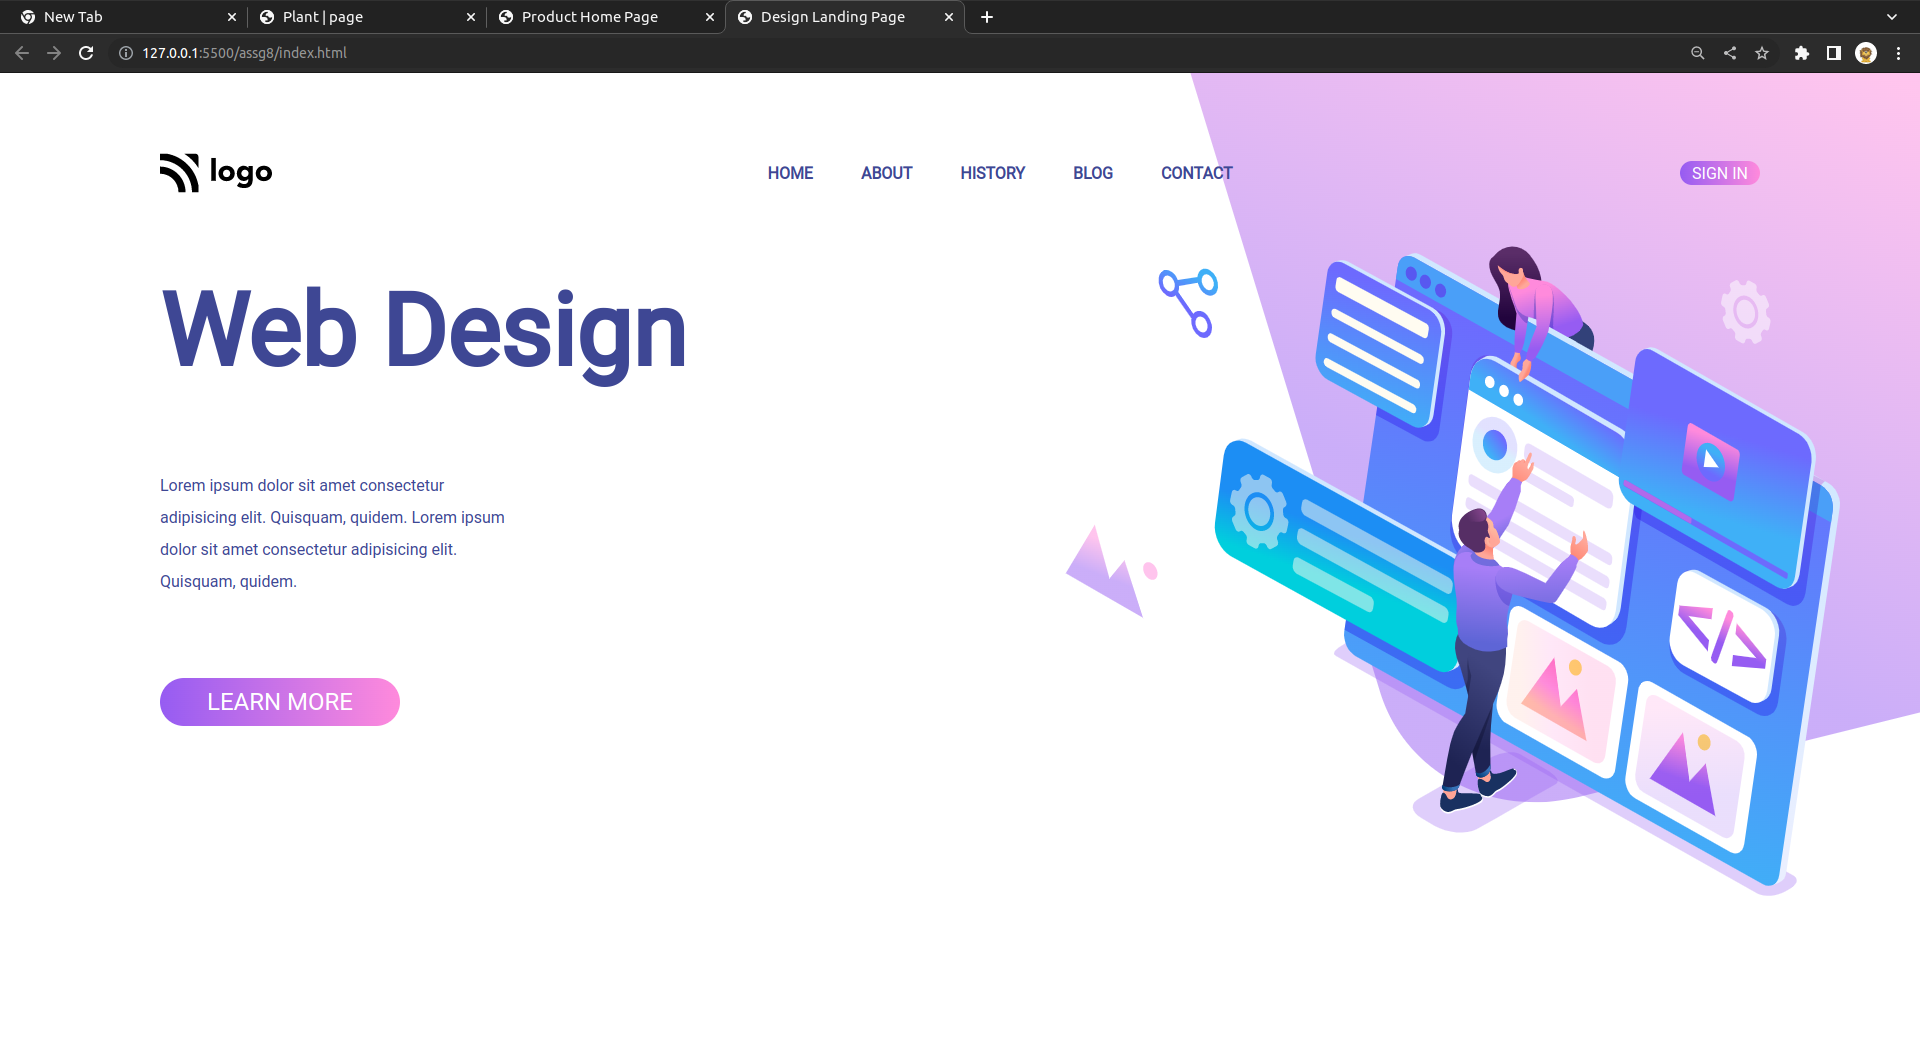 New Tab
Plant | page
Product Home Page
Design Landing Page
127.0.0.1:5500/assg8/index.html
logo
HOME
ABOUT
HISTORY
BLOG
CONTACT
SIGN IN
Web Design
Lorem ipsum dolor sit amet consectetur
adipisicing elit. Quisquam, quidem. Lorem ipsum
dolor sit amet consectetur adipisicing elit.
Quisquam, quidem.
LEARN MORE
</>